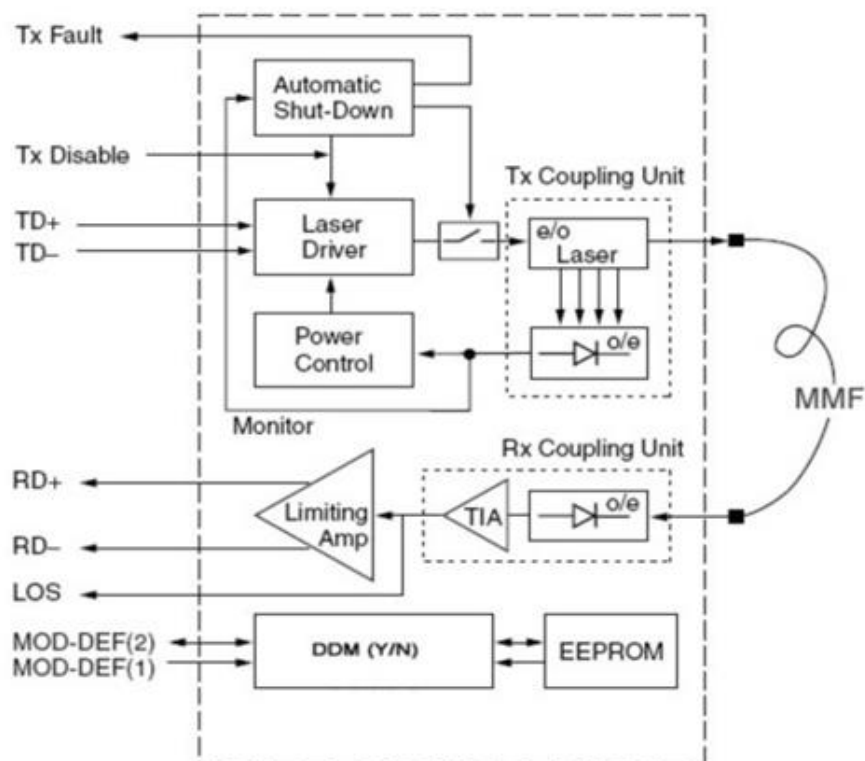 Tx Fault
Automatic
Shut-Down
Tx Disable
Tx Coupling Unit
TD+
TD–
Laser
Driver
e/o
Laser
Power
Control
o/e
MMF
Monitor
Rx Coupling Unit
RD+
Limiting
Amp
TIA
o/e
RD–
LOS
MOD-DEF(2)
MOD-DEF(1)
DDM (Y/N)
EEPROM